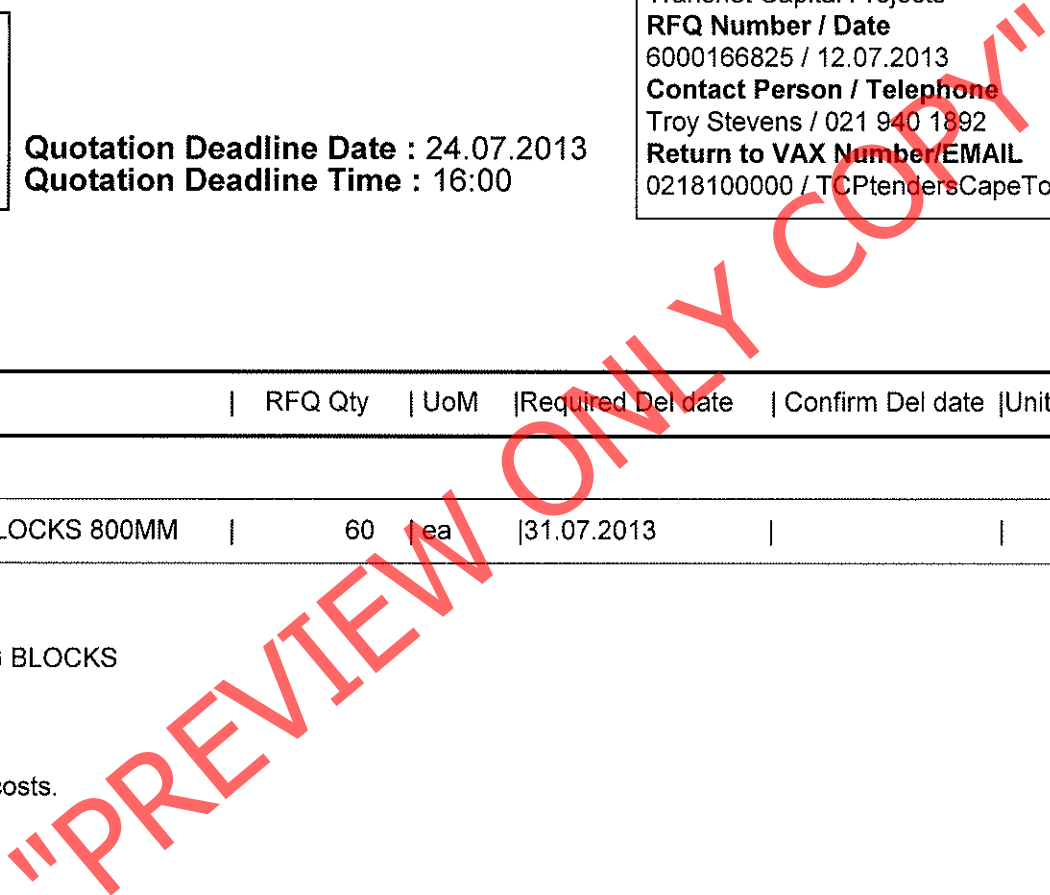 Transnet Capital Projects
RFQ Number / Date
6000166825 / 12.07.2013
Contact Person / Telephone
Troy Stevens / 021 940 1892
Return to VAX Number/EMAIL
0218100000 / TCPtendersCapeTo
Quotation Deadline Date : 24.07.2013
Quotation Deadline Time : 16:00
| RFQ Qty | UoM |Required Del date | Confirm Del date |Unit
LOCKS 800MM | 60 | ea |31.07.2013 | |
BLOCKS
costs.
"PREVIEW ONLY COPY"